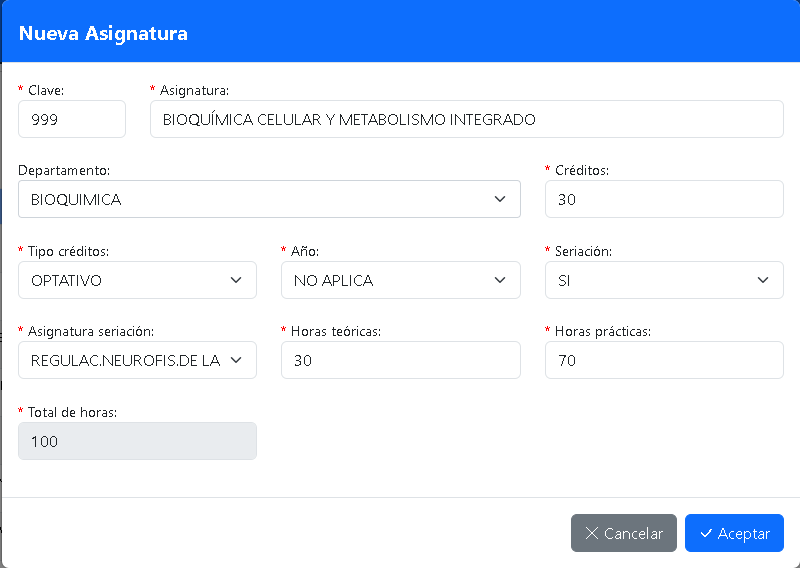 Nueva Asignatura
* Clave: * Asignatura:
999 BIOQUÍMICA CELULAR Y METABOLISMO INTEGRADO
Departamento: * Créditos:
BIOQUIMICA 30
* Tipo créditos: * Año: * Seriación:
OPTATIVO NO APLICA SI
* Asignatura seriación: * Horas teóricas: * Horas prácticas:
REGULAC.NEUROFIS.DE LA 30 70
* Total de horas:
100
Cancelar Aceptar